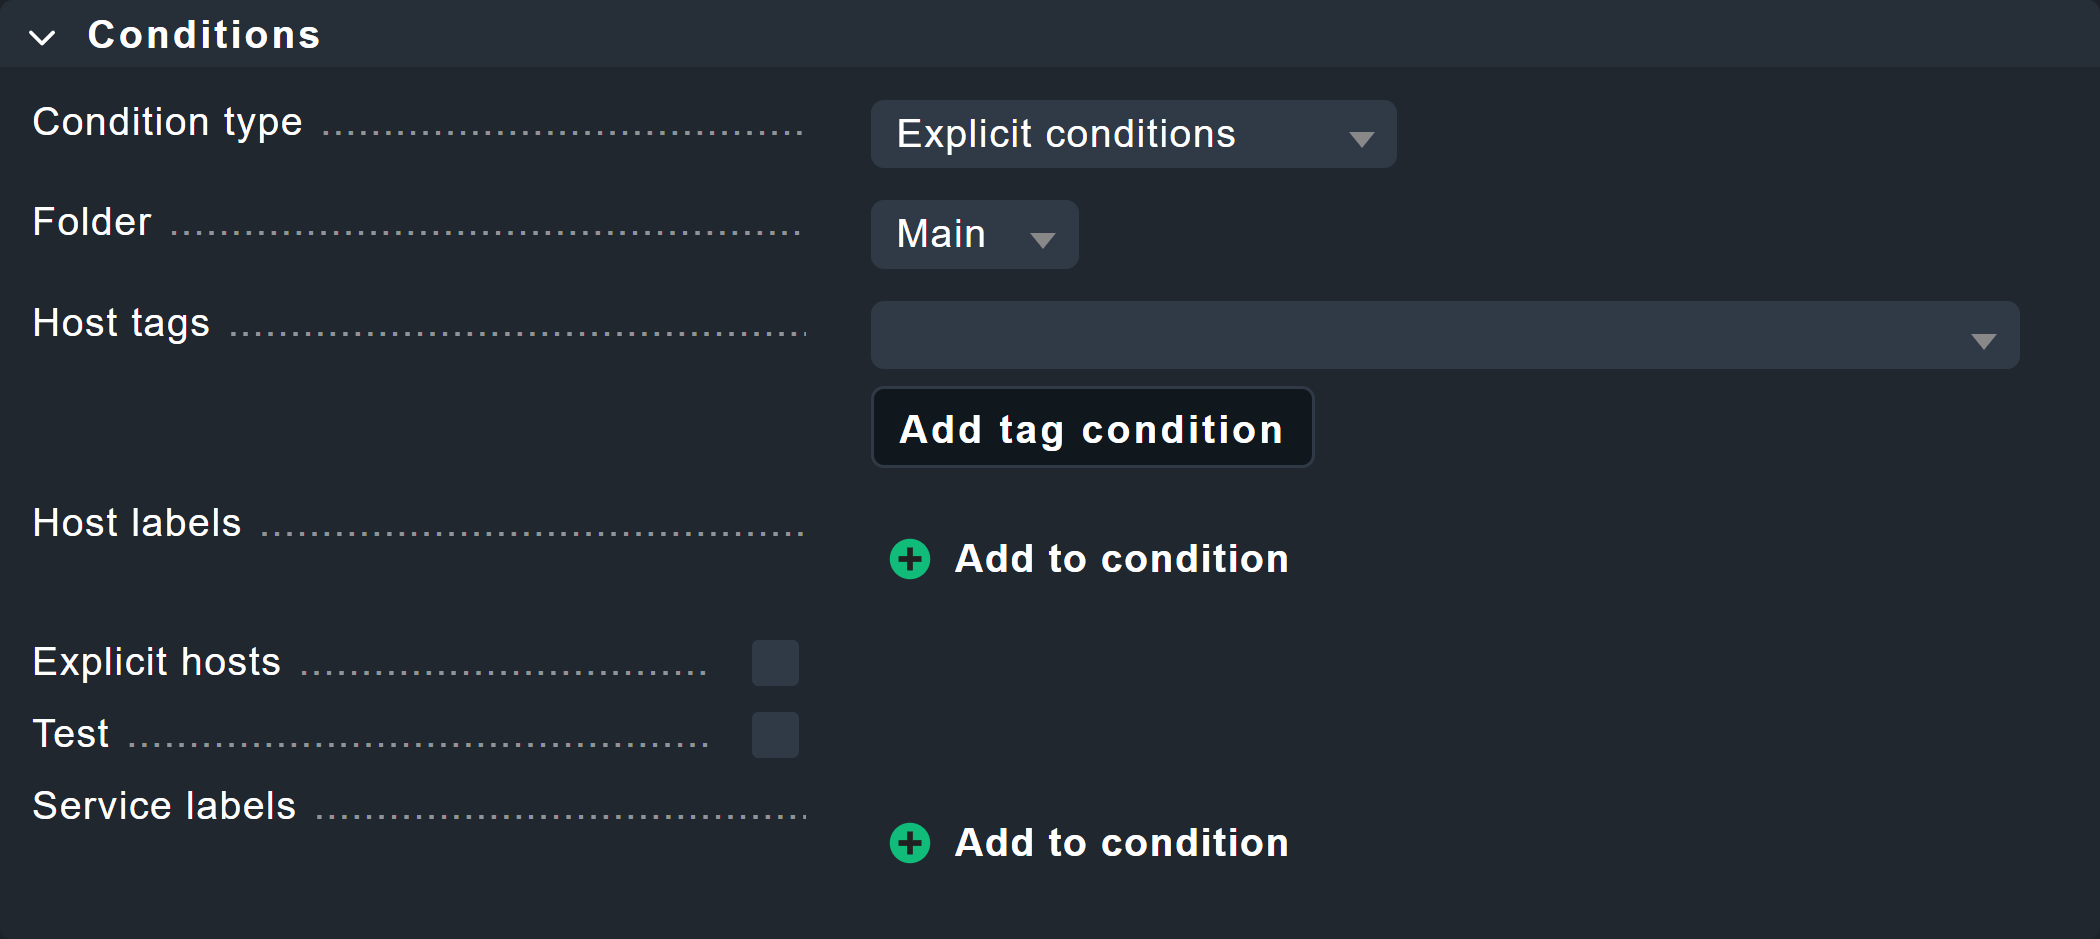 Conditions
Condition type
Explicit conditions
Folder
Main
Host tags
Add tag condition
Host labels
Add to condition
Explicit hosts
Test
Service labels
Add to condition